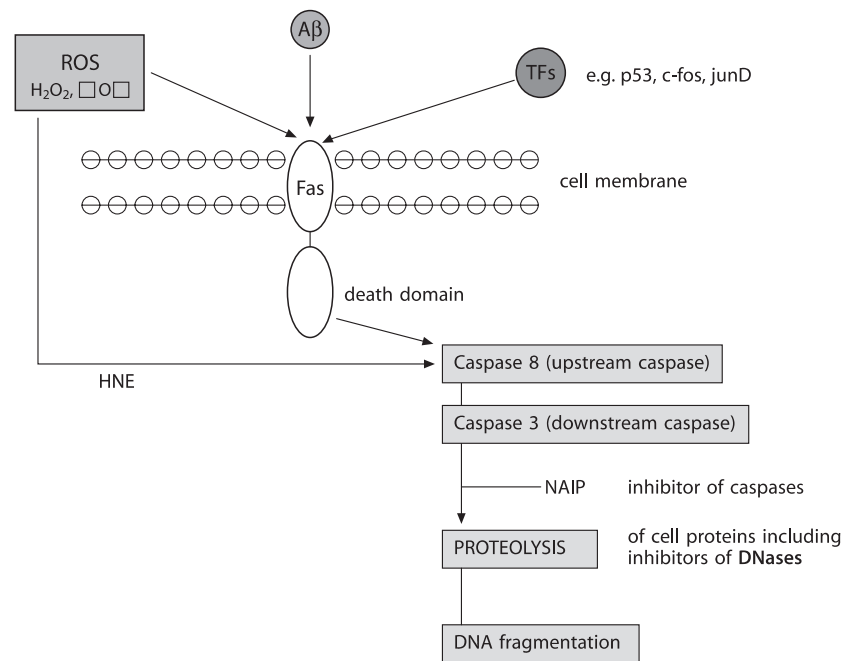 Aβ
ROS
H₂O₂, □ O □
TFs
e.g. p53, c-fos, junD
cell membrane
Fas
death domain
Caspase 8 (upstream caspase)
HNE
Caspase 3 (downstream caspase)
NAIP
inhibitor of caspases
PROTEOLYSIS
of cell proteins including
inhibitors of DNases
DNA fragmentation